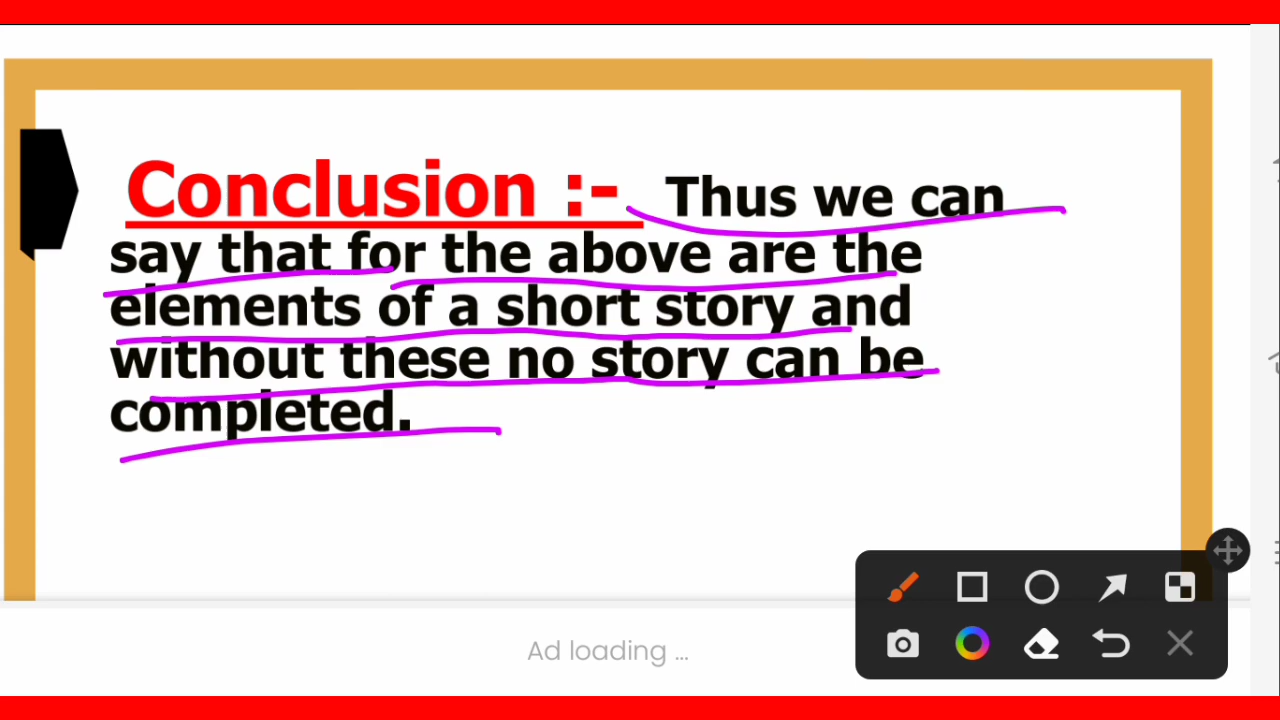 Conclusion :- Thus we can
say that for the above are the
elements of a short story and
without these no story can be
completed.
Ad loading ...